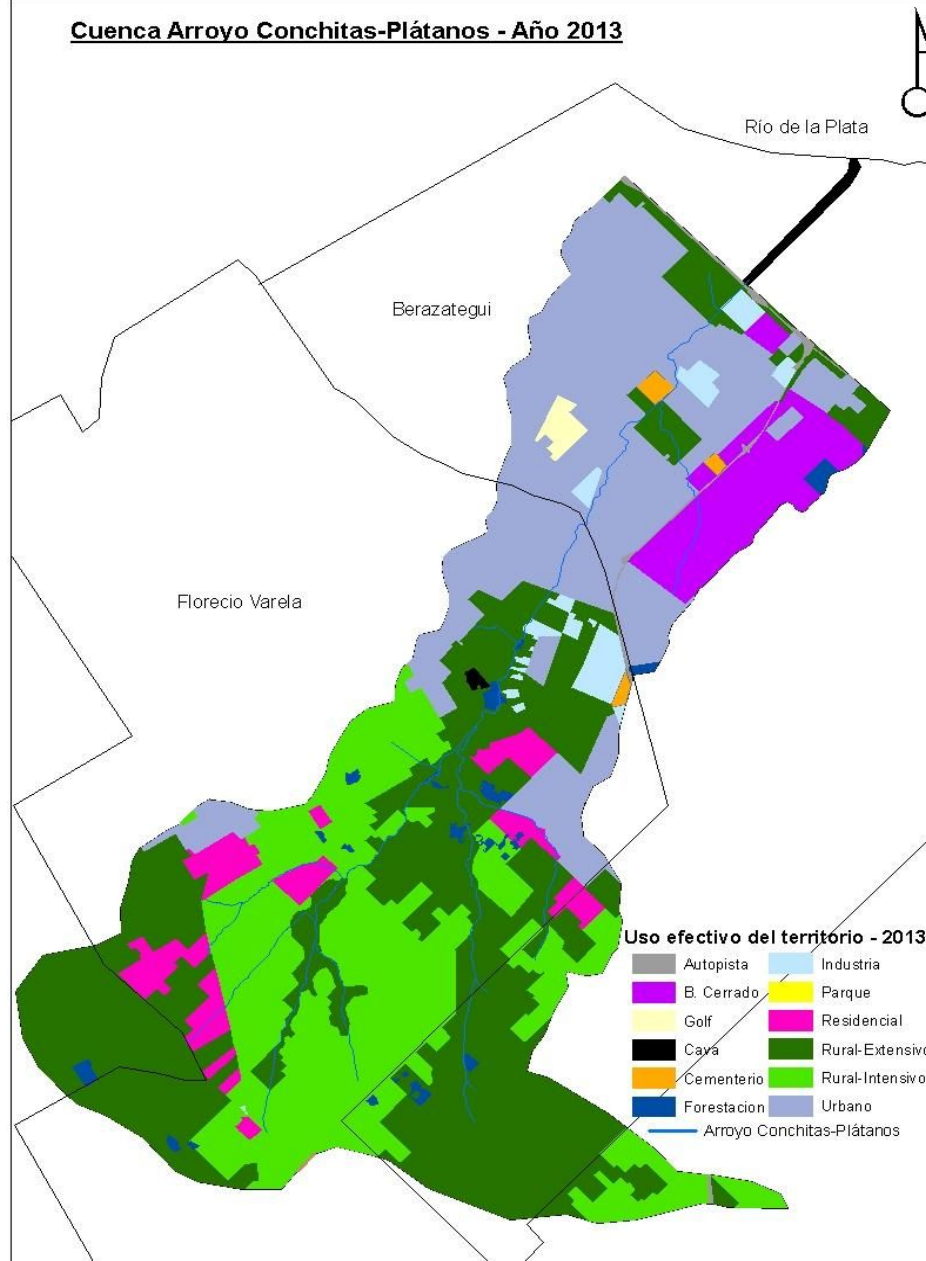 Cuenca Arroyo Conchitas-Plátanos - Año 2013
Río de la Plata
Berazategui
Florecio Varela
Uso efectivo del territorio - 2013
Autopista
Industria
B. Cerrado
Parque
Golf
Residencial
Cava
Rural-Extensivo
Cementerio
Rural-Intensivo
Forestacion
Urbano
Arroyo Conchitas-Plátanos